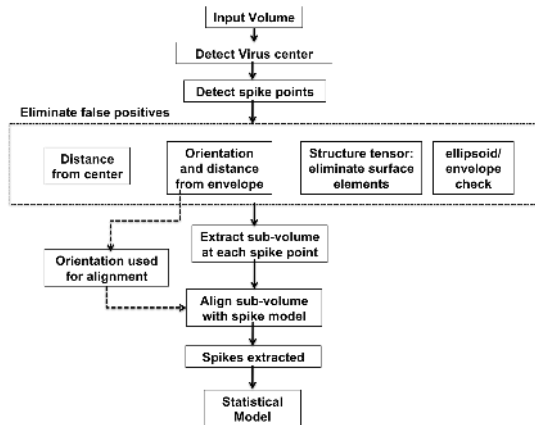 Input Volume
Detect Virus center
Detect spike points
Eliminate false positives
Distance
from center
Orientation
and distance
from envelope
Structure tensor:
eliminate surface
elements
ellipsoid/
envelope
check
Extract sub-volume
at each spike point
Orientation used
for alignment
Align sub-volume
with spike model
Spikes extracted
Statistical
Model